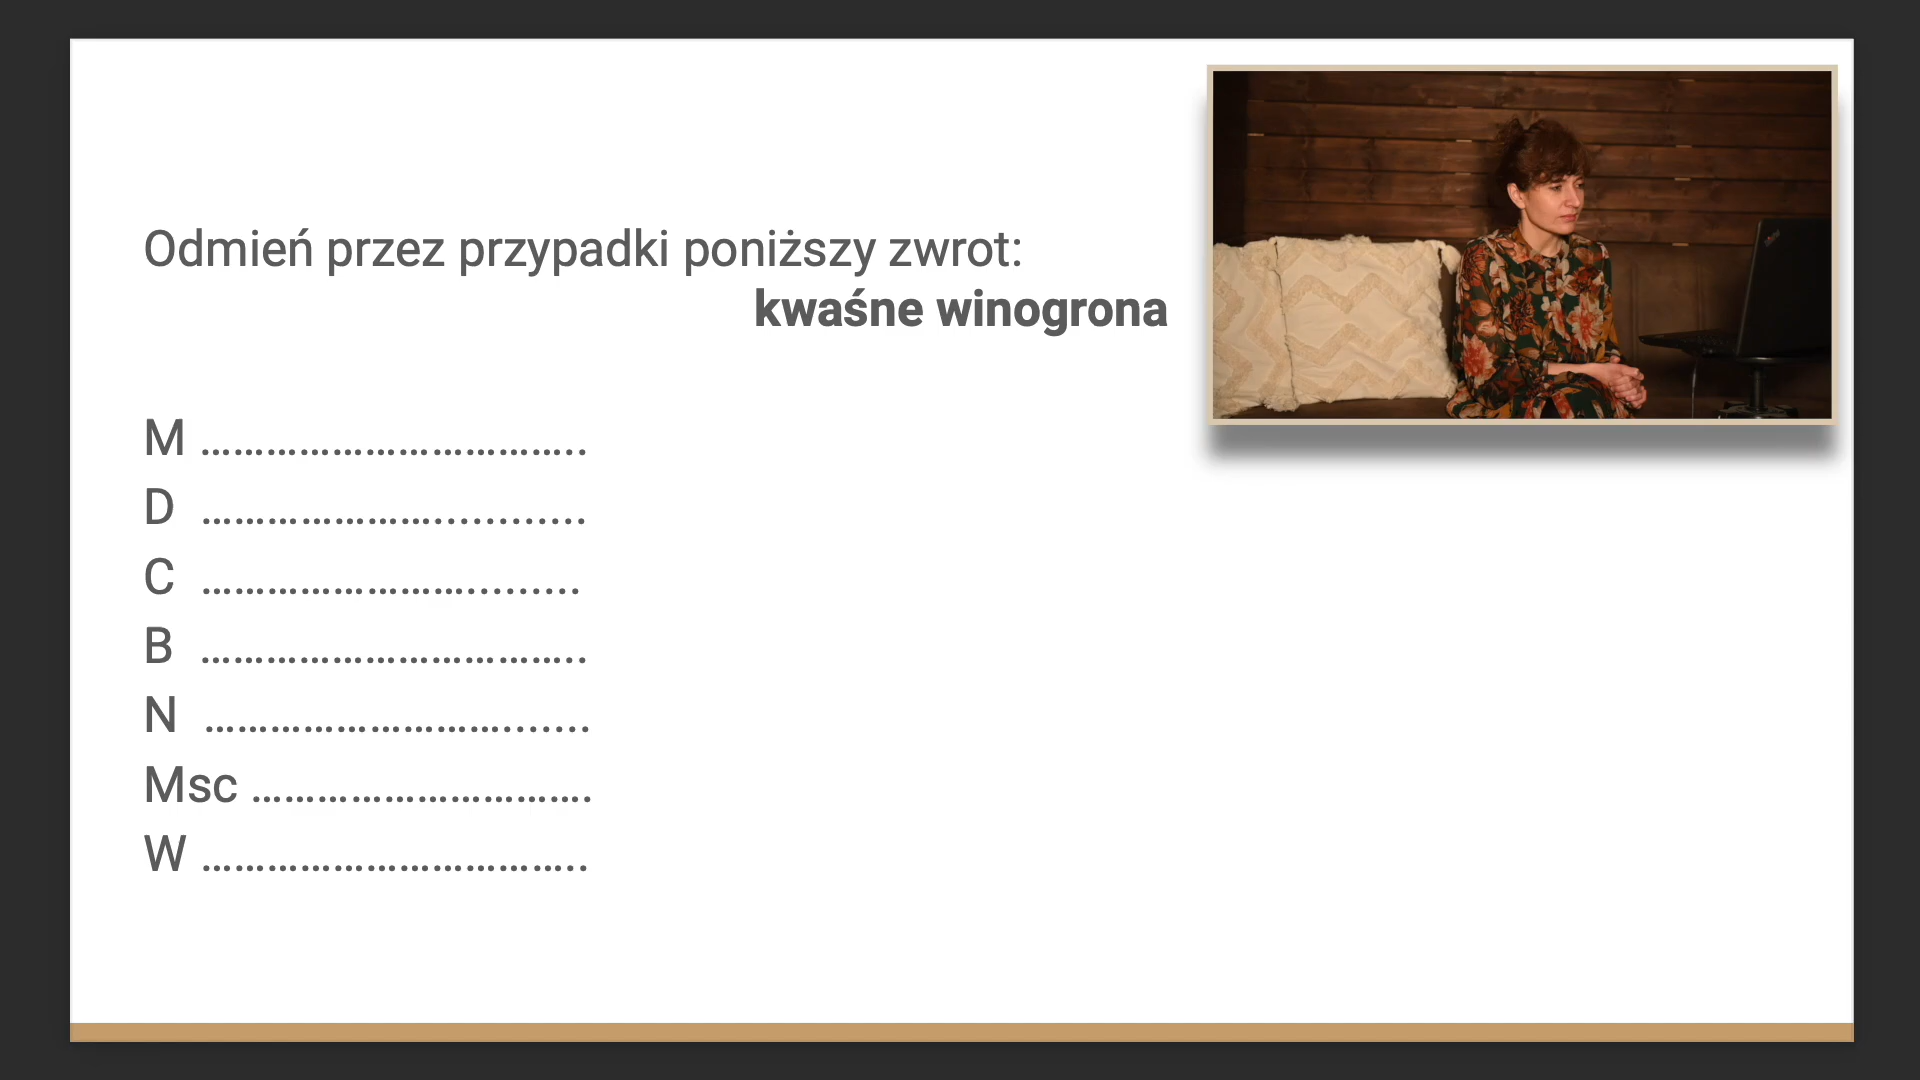 Odmień przez przypadki poniższy zwrot:
kwaśne winogrona
M ………………………………..
D …………………............
C ……………………….........
B ………………………………..
N ………………………….......
Msc ……………………………..
W ………………………………..